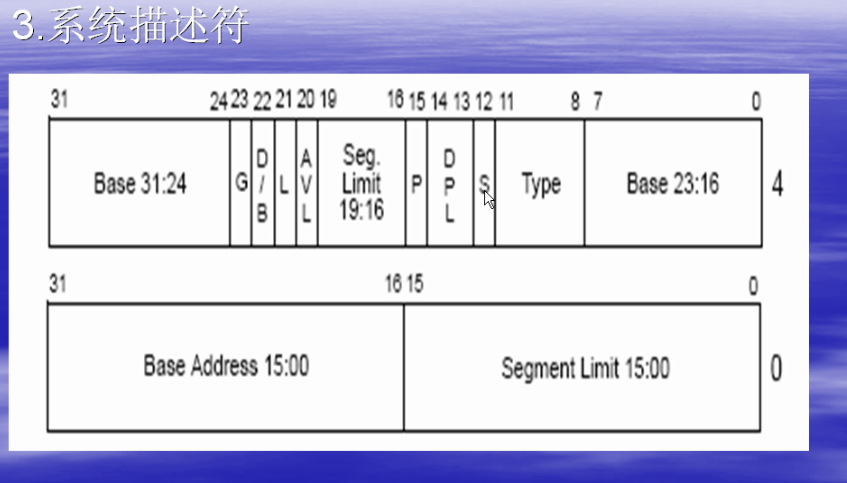 3.系统描述符
31 24 23 22 21 20 19 16 15 14 13 12 11 8 7 0
Base 31:24 G D/B L AVL Seg. Limit 19:16 P DPL S Type Base 23:16 4
31 16 15 0
Base Address 15:00 Segment Limit 15:00 0